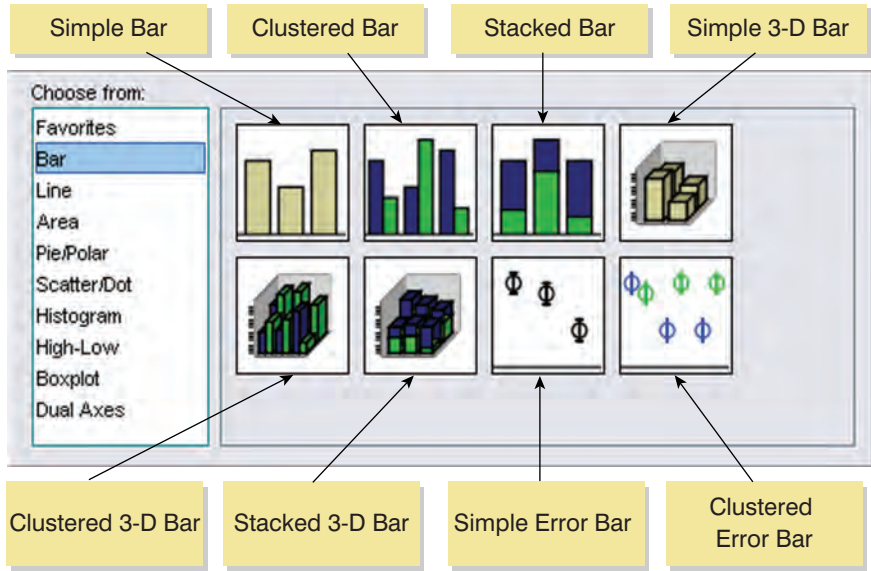 Simple Bar
Clustered Bar
Stacked Bar
Simple 3-D Bar
Choose from:
Favorites
Bar
Line
Area
Pie/Polar
Scatter/Dot
Histogram
High-Low
Boxplot
Dual Axes
Clustered 3-D Bar
Stacked 3-D Bar
Simple Error Bar
Clustered
Error Bar